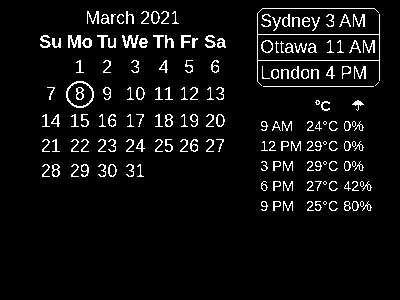 March 2021
Su Mo Tu We Th Fr Sa
1 2 3 4 5 6
7 8 9 10 11 12 13
14 15 16 17 18 19 20
21 22 23 24 25 26 27
28 29 30 31
Sydney 3 AM
Ottawa 11 AM
London 4 PM
°C ☂
9 AM 24°C 0%
12 PM 29°C 0%
3 PM 29°C 0%
6 PM 27°C 42%
9 PM 25°C 80%